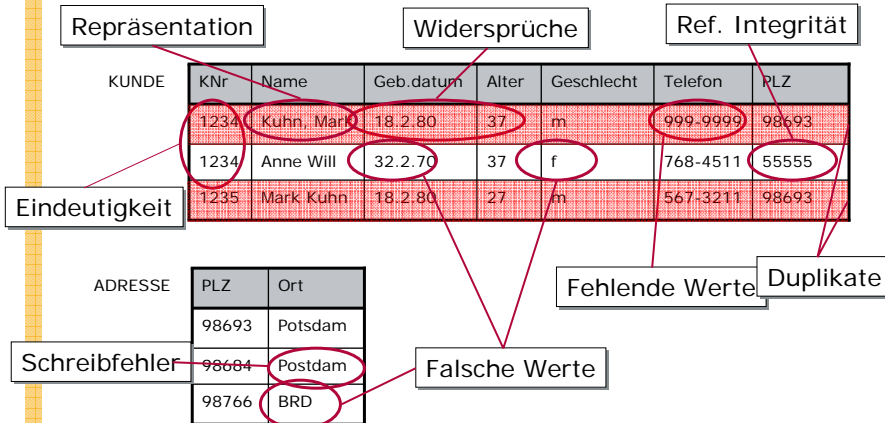 Repräsentation
Widersprüche
Ref. Integrität
KUNDE KNr Name Geb.datum Alter Geschlecht Telefon PLZ
1234 Kuhn, Mark 18.2.80 37 m 999-9999 98693
1234 Anne Will 32.2.70 37 f 768-4511 55555
Eindeutigkeit
1235 Mark Kuhn 18.2.80 27 m 567-3211 98693
ADRESSE PLZ Ort
Fehlende Werte
Duplikate
98693 Potsdam
Schreibfehler
98684 Postdam
Falsche Werte
98766 BRD